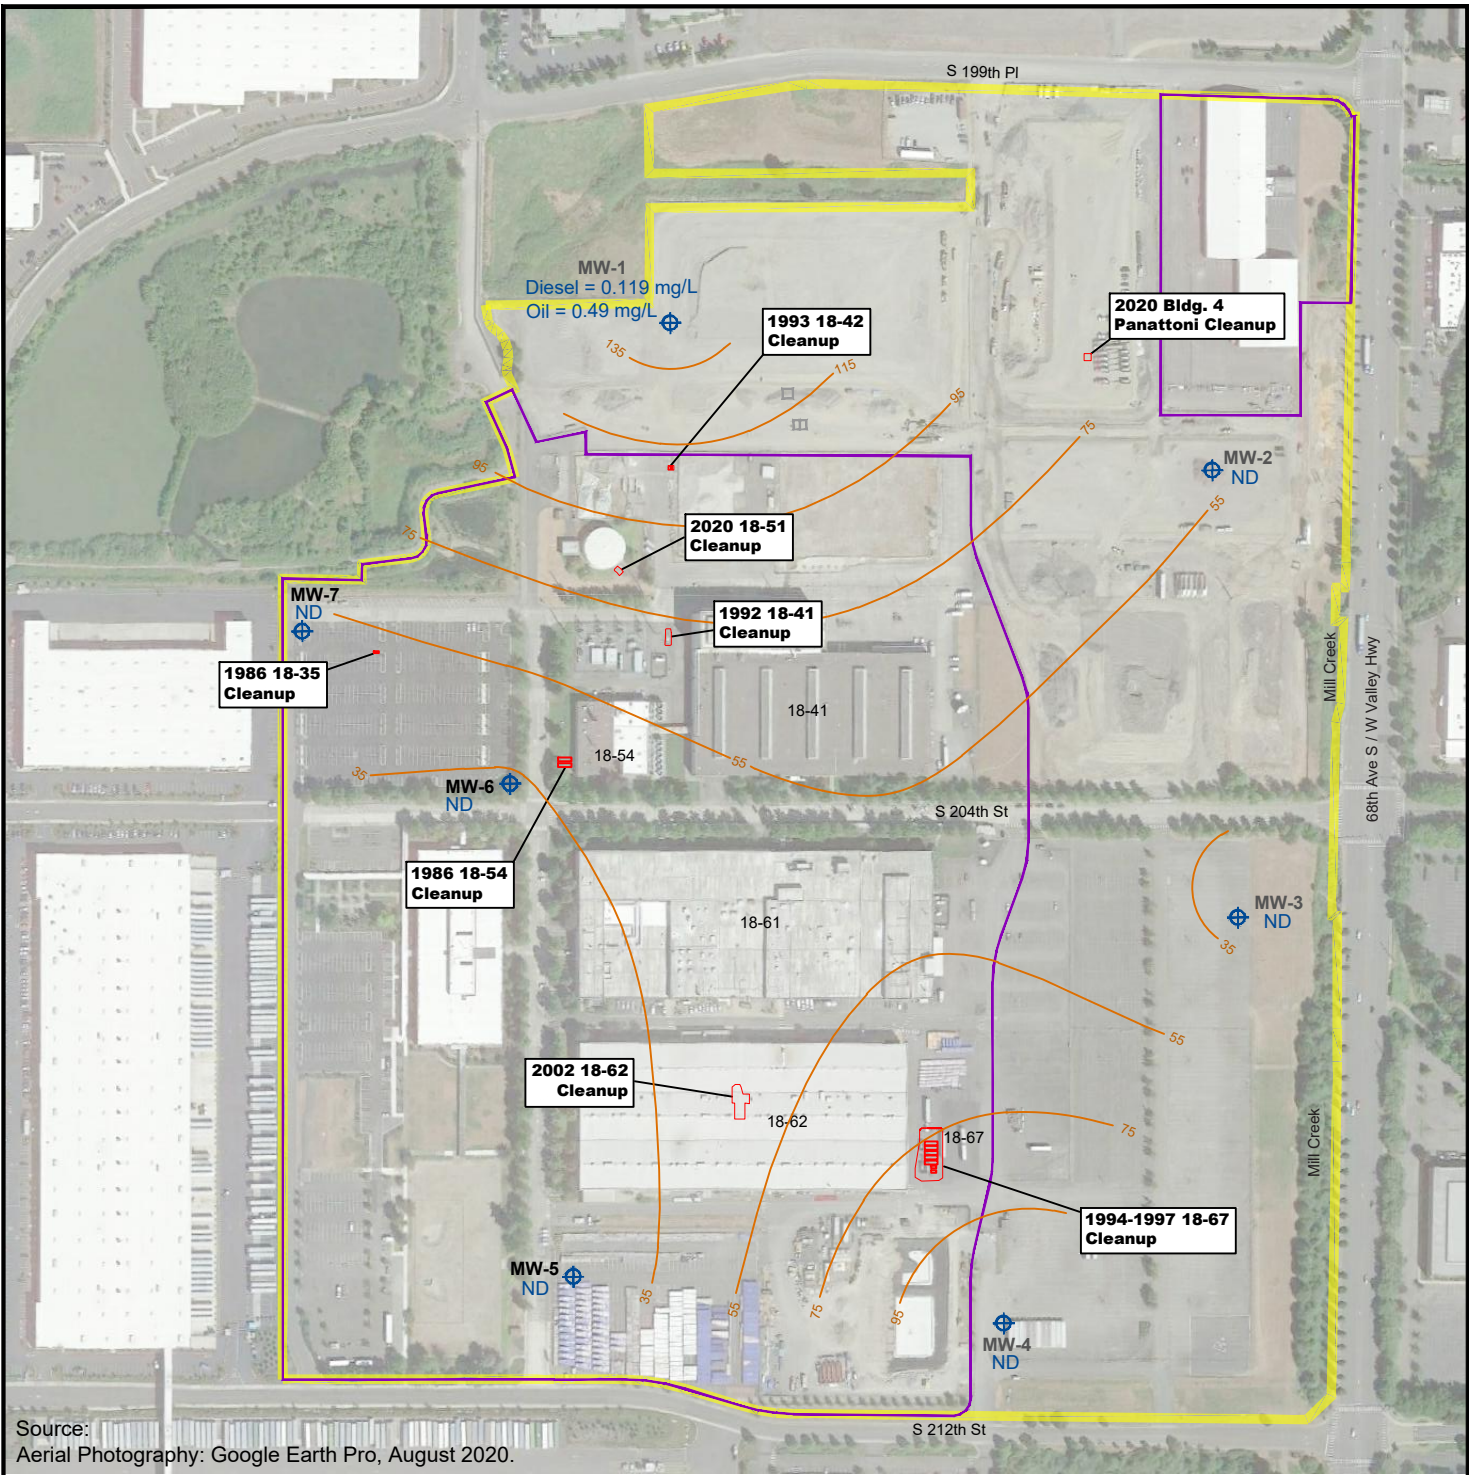 S 199th Pl
MW-1
Diesel = 0.119 mg/L
Oil = 0.49 mg/L
1993 18-42
Cleanup
2020 Bldg. 4
Panattoni Cleanup
135
115
95
75
MW-2
ND
55
95
75
2020 18-51
Cleanup
MW-7
ND
1992 18-41
Cleanup
1986 18-35
Cleanup
18-41
18-54
55
35
MW-6
ND
S 204th St
Mill Creek
68th Ave S / W Valley Hwy
1986 18-54
Cleanup
18-61
MW-3
ND
35
55
2002 18-62
Cleanup
18-62
75
18-67
Mill Creek
1994-1997 18-67
Cleanup
MW-5
ND
35
55
75
95
MW-4
ND
S 212th St
Source:
Aerial Photography: Google Earth Pro, August 2020.